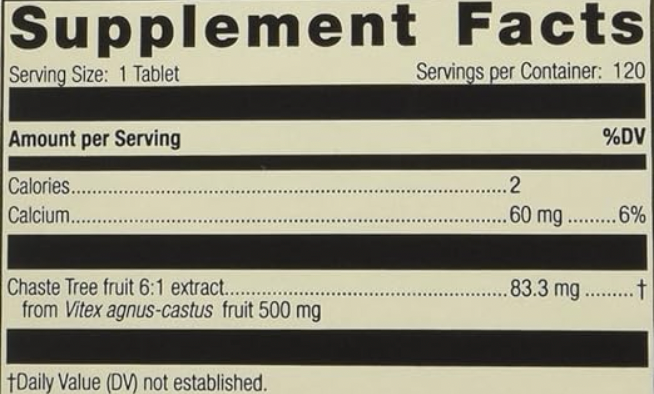 Supplement Facts
Serving Size: 1 Tablet Servings per Container: 120
Amount per Serving %DV
Calories....................2
Calcium....................60 mg.........6%
Chaste Tree fruit 6:1 extract....................83.3 mg.........†
from Vitex agnus-castus fruit 500 mg
†Daily Value (DV) not established.